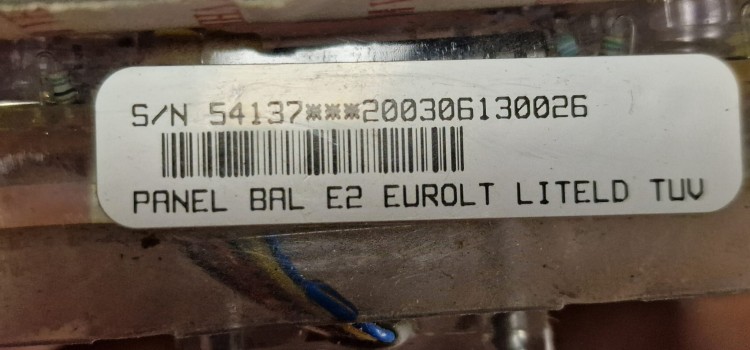 S/N 54137***200306130026
PANEL BAL E2 EUROLT LITELD TUV